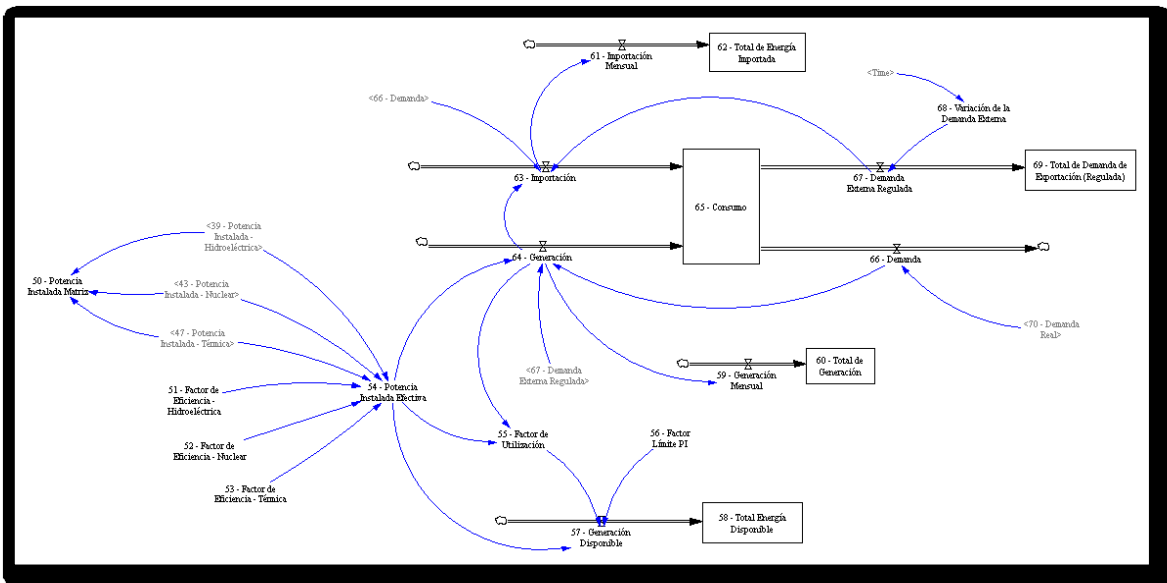 61 - Importación
Mensual
62 - Total de Energía
Importada
<Time>
<66 - Demanda>
68 - Variación de la
Demanda Externa
63 - Importación
65 - Consumo
67 - Demanda
Externa Regulada
69 - Total de Demanda de
Exportación (Regulada)
<39 - Potencia
Instalada -
Hidroeléctrica>
64 - Generación
66 - Demanda
50 - Potencia
Instalada Matriz
<43 - Potencia
Instalada - Nuclear>
<47 - Potencia
Instalada - Térmica>
<70 - Demanda
Real>
51 - Factor de
Eficiencia -
Hidroeléctrica
54 - Potencia
Instalada Efectiva
<67 - Demanda
Externa Regulada>
59 - Generación
Mensual
60 - Total de
Generación
52 - Factor de
Eficiencia - Nuclear
55 - Factor de
Utilización
56 - Factor
Límite PI
53 - Factor de
Eficiencia - Térmica
57 - Generación
Disponible
58 - Total Energía
Disponible